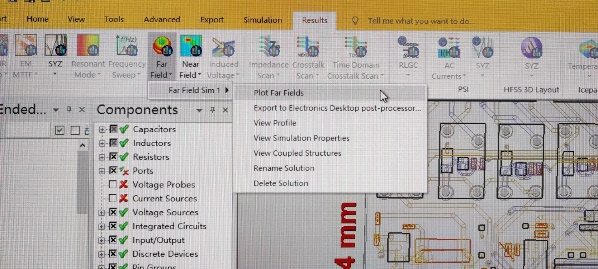 ort Home View Tools Advanced Export Simulation Results Tell me what you want to do...
EM MTTF SYZ Resonant Mode Frequency Sweep Far Field Near Field Induced Voltage Impedance Scan Crosstalk Scan Time Domain Crosstalk Scan RLGC AC Currents SYZ SYZ Tempera
Far Field Sim 1 PSI HFSS 3D Layout Icepa
Plot Far Fields
Export to Electronics Desktop post-processor...
View Profile
View Simulation Properties
View Coupled Structures
Rename Solution
Delete Solution
Ended... Components
Capacitors
Inductors
Resistors
Ports
Voltage Probes
Current Sources
Voltage Sources
Integrated Circuits
Input/Output
Discrete Devices
Pin Groups
4 mm